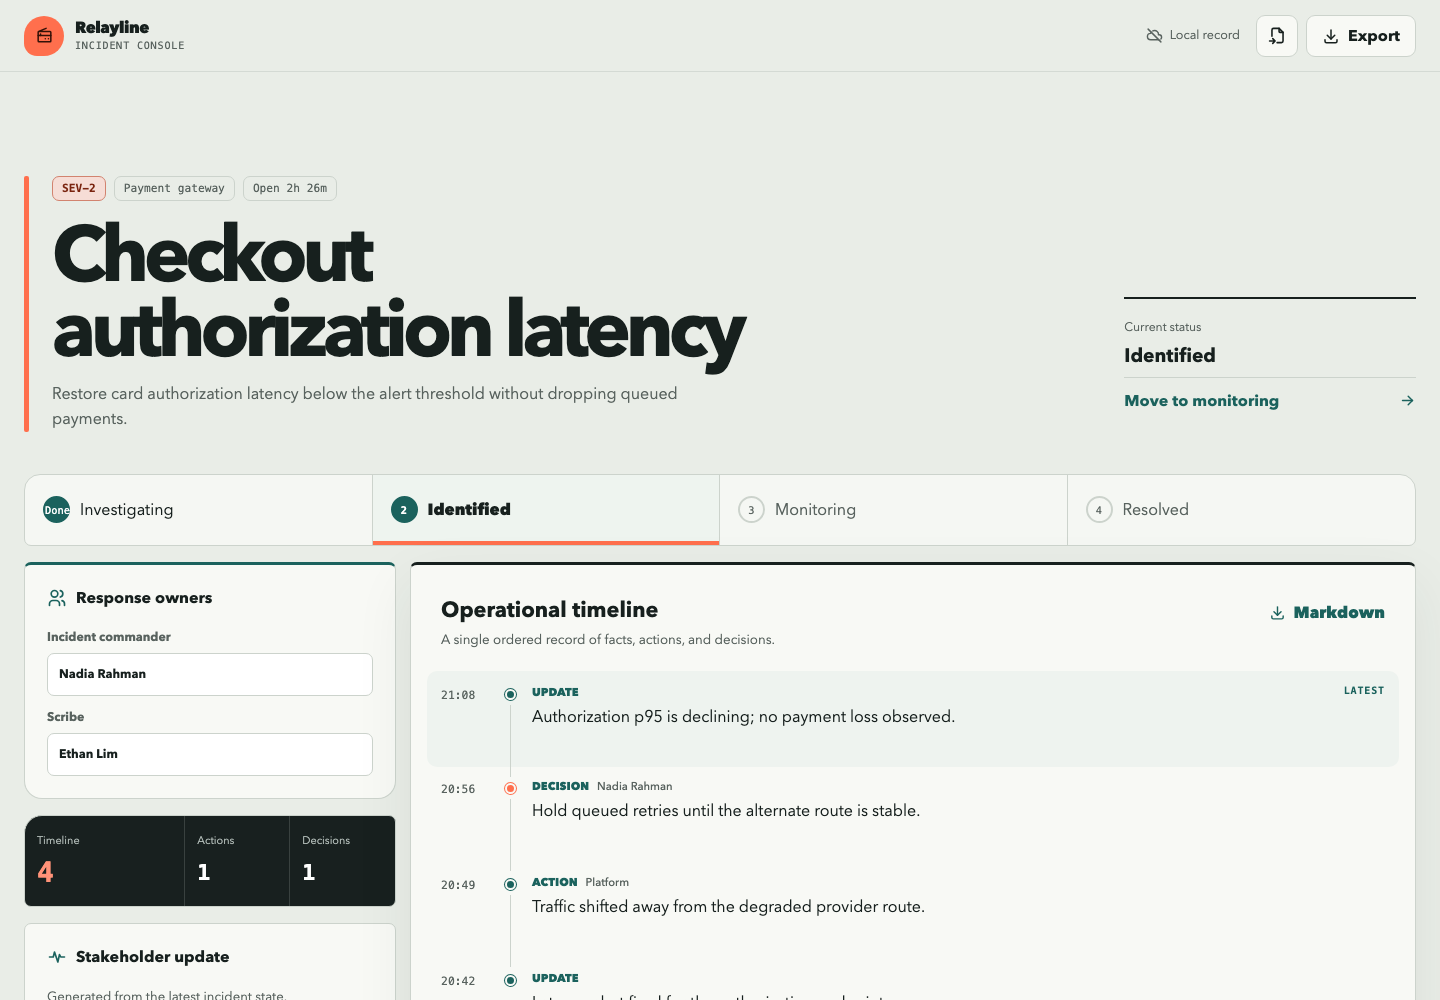 Relayline
INCIDENT CONSOLE
Local record
Export
SEV-2
Payment gateway
Open 2h 26m
Checkout
authorization latency
Restore card authorization latency below the alert threshold without dropping queued
payments.
Current status
Identified
Move to monitoring
Done
Investigating
2
Identified
3
Monitoring
4
Resolved
Response owners
Incident commander
Nadia Rahman
Scribe
Ethan Lim
Timeline
4
Actions
1
Decisions
1
Stakeholder update
Generated from the latest incident state.
Operational timeline
A single ordered record of facts, actions, and decisions.
Markdown
21:08
UPDATE
LATEST
Authorization p95 is declining; no payment loss observed.
20:56
DECISION Nadia Rahman
Hold queued retries until the alternate route is stable.
20:49
ACTION Platform
Traffic shifted away from the degraded provider route.
20:42
UPDATE